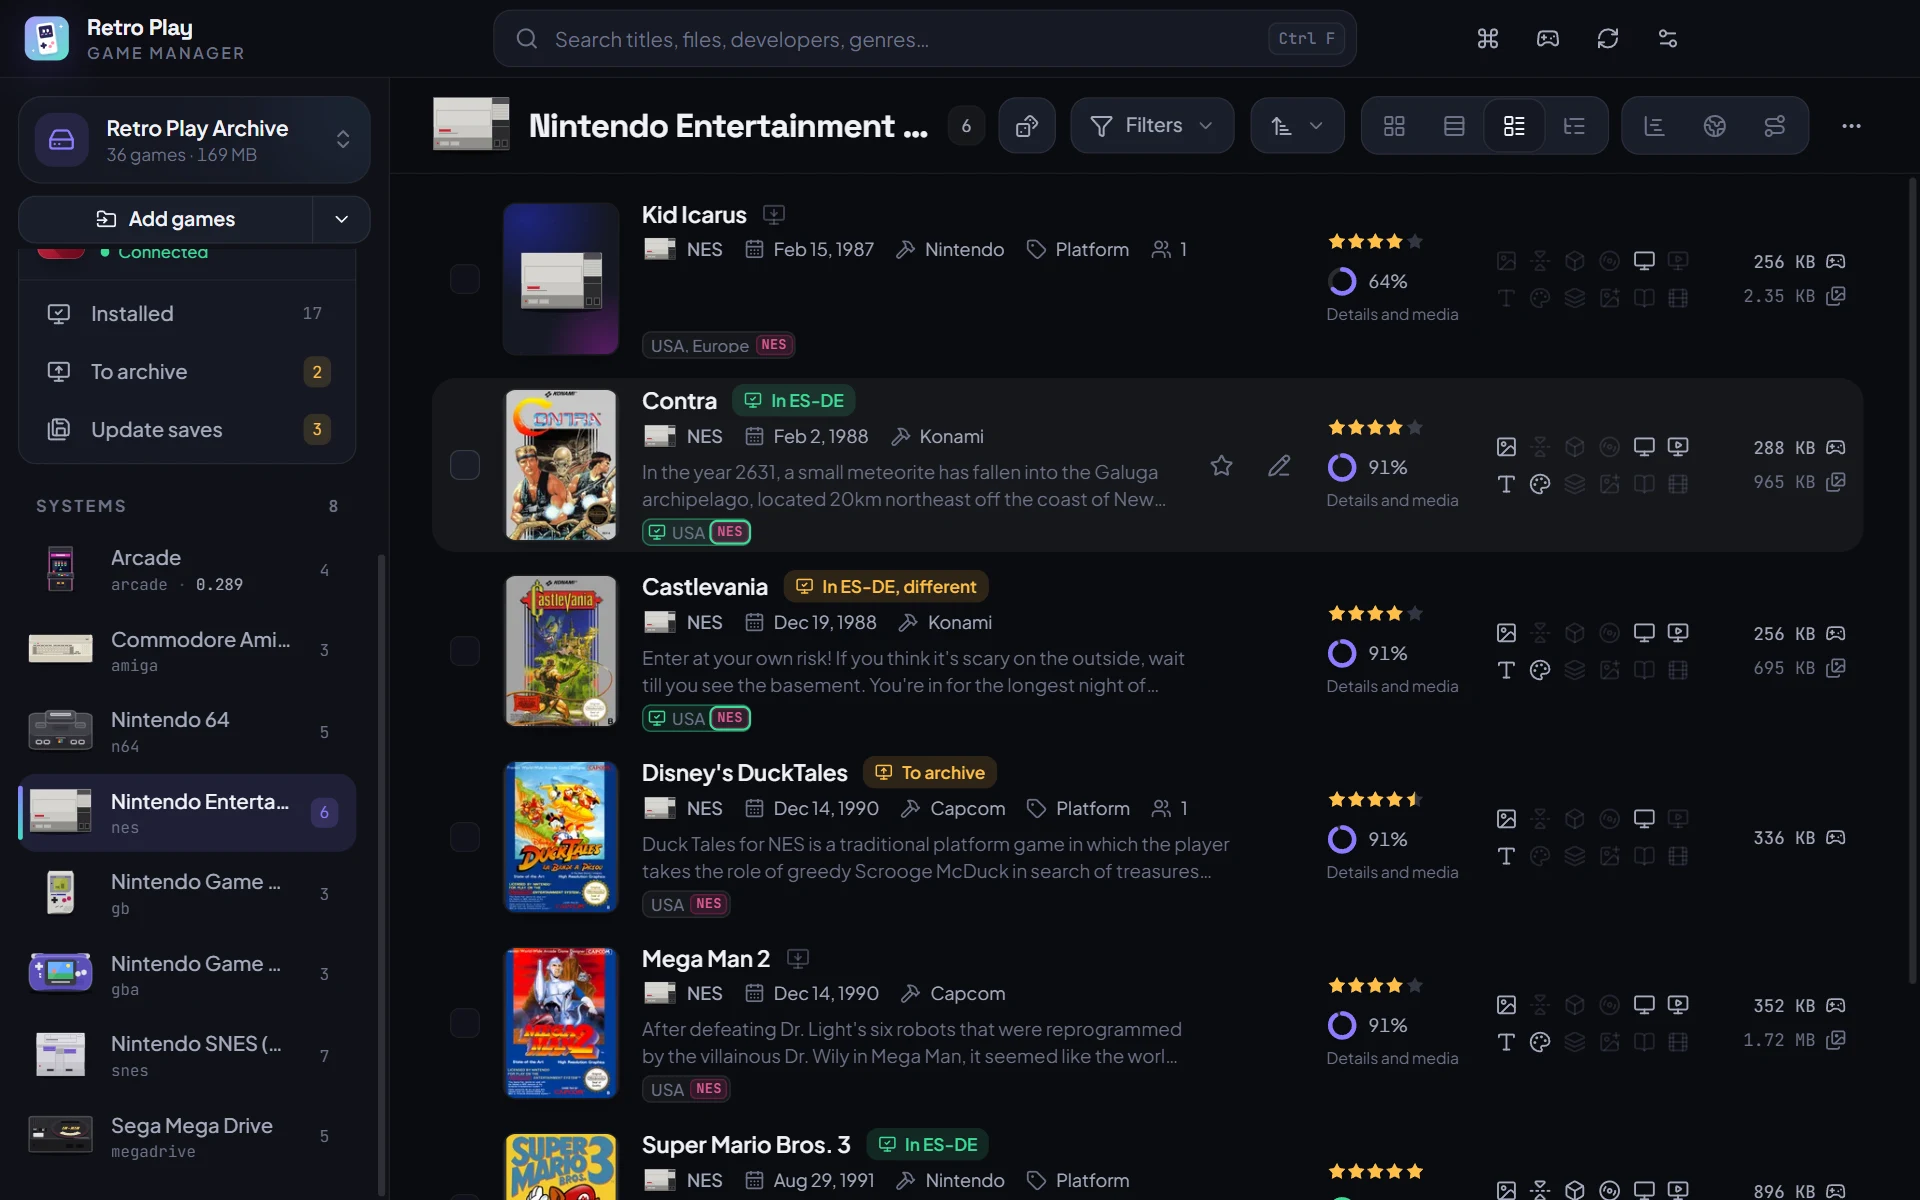 Retro Play
GAME MANAGER
Search titles, files, developers, genres...
Ctrl F
Retro Play Archive
36 games · 169 MB
Add games
Connected
Installed 17
To archive 2
Update saves 3
SYSTEMS 8
Arcade
arcade · 0.289
4
Commodore Ami...
amiga
3
Nintendo 64
n64
5
Nintendo Enterta...
nes
6
Nintendo Game ...
gb
3
Nintendo Game ...
gba
3
Nintendo SNES (...
snes
7
Sega Mega Drive
megadrive
5
Nintendo Entertainment ...
6
Filters
Kid Icarus
NES Feb 15, 1987 Nintendo Platform 1
USA, Europe NES
64%
Details and media
256 KB
2.35 KB
KONAMI
CONTRA
Contra In ES-DE
NES Feb 2, 1988 Konami
In the year 2631, a small meteorite has fallen into the Galuga
archipelago, located 20km northeast off the coast of New...
USA NES
91%
Details and media
288 KB
965 KB
KONAMI
Castlevania
Castlevania In ES-DE, different
NES Dec 19, 1988 Konami
Enter at your own risk! If you think it's scary on the outside, wait
till you see the basement. You're in for the longest night of...
USA NES
91%
Details and media
256 KB
695 KB
CAPCOM
DUCKTALES
Disney's DuckTales To archive
NES Dec 14, 1990 Capcom Platform 1
Duck Tales for NES is a traditional platform game in which the player
takes the role of greedy Scrooge McDuck in search of treasures...
USA NES
91%
Details and media
336 KB
CAPCOM
MEGA
MAN 2
Mega Man 2
NES Dec 14, 1990 Capcom
After defeating Dr. Light's six robots that were reprogrammed
by the villainous Dr. Wily in Mega Man, it seemed like the worl...
USA NES
91%
Details and media
352 KB
1.72 MB
SUPER
MARIO 3
BROS.
Super Mario Bros. 3 In ES-DE
NES Aug 29, 1991 Nintendo Platform
896 KB